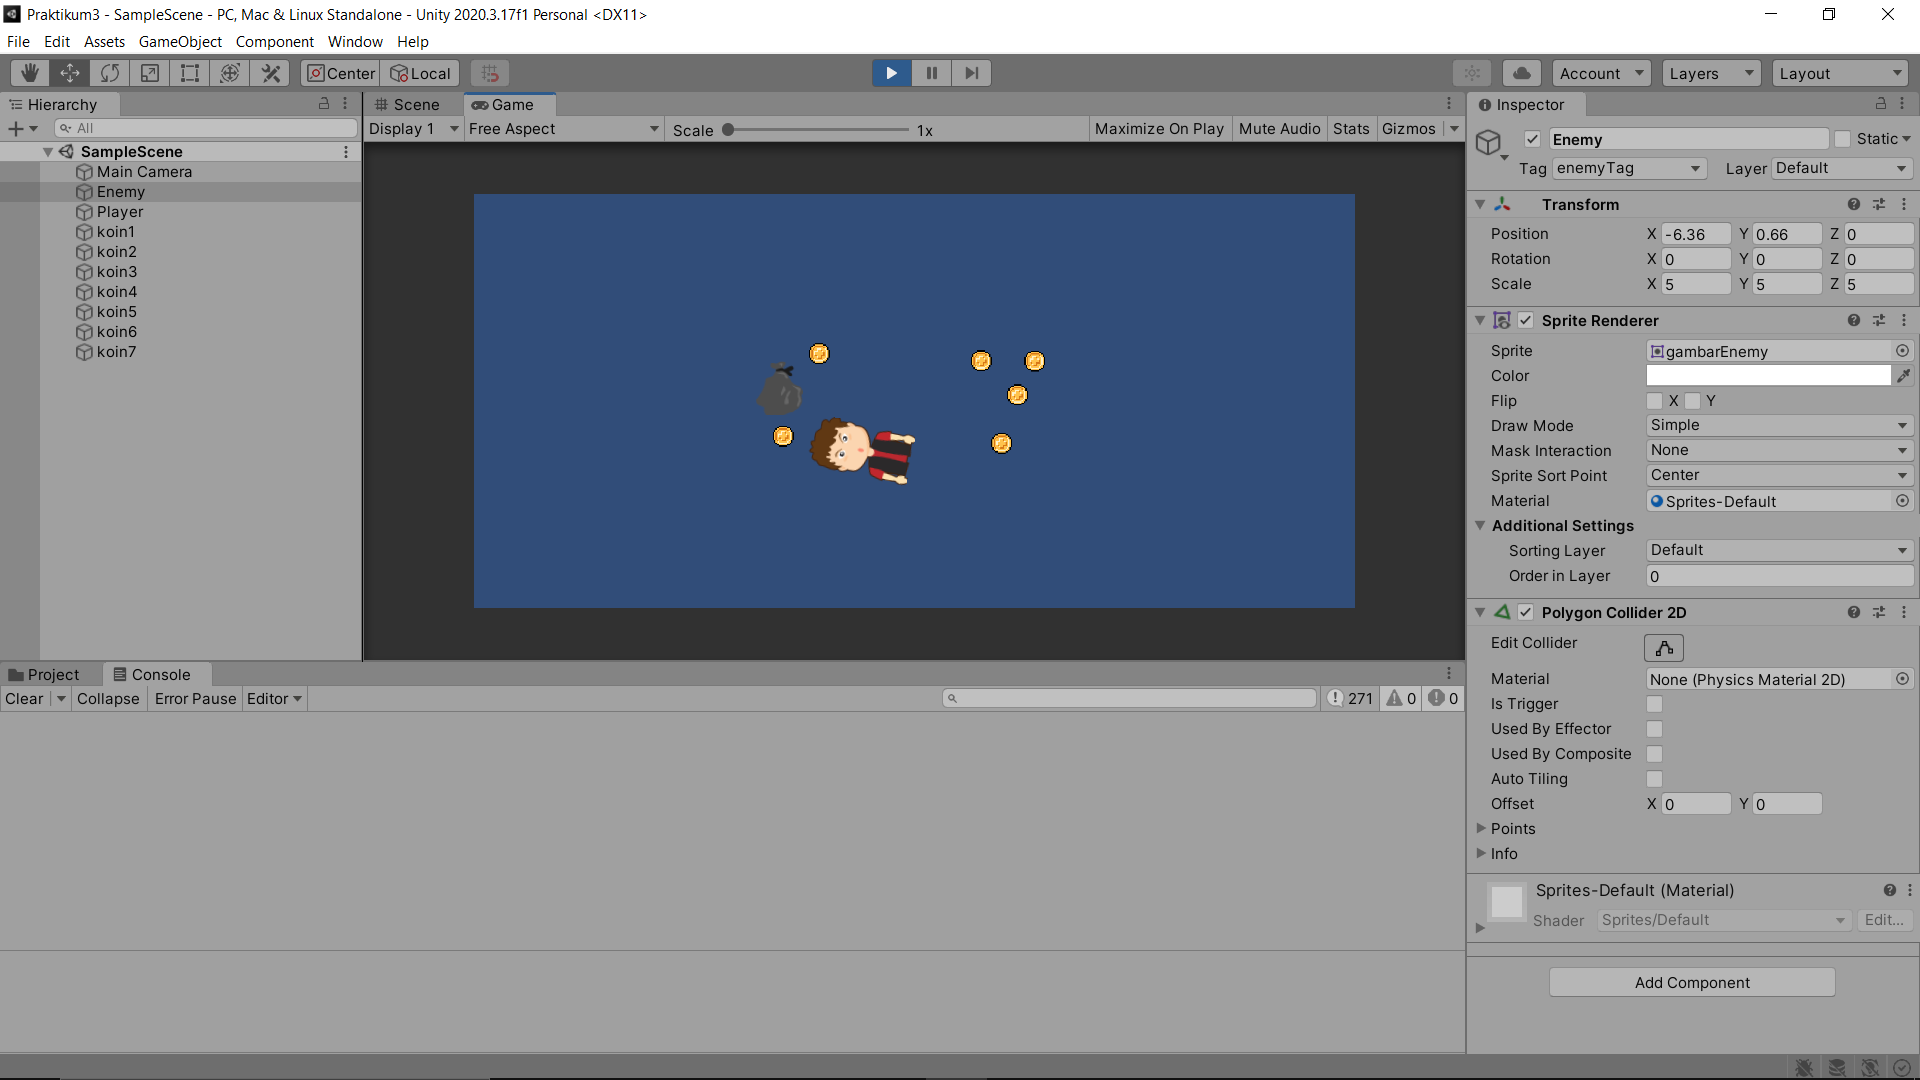 Praktikum3 - SampleScene - PC, Mac & Linux Standalone - Unity 2020.3.17f1 Personal <DX11>
File Edit Assets GameObject Component Window Help
Center Local Account Layers Layout
Hierarchy
All
SampleScene
Main Camera
Enemy
Player
koin1
koin2
koin3
koin4
koin5
koin6
koin7
Scene Game
Display 1 Free Aspect Scale 1x Maximize On Play Mute Audio Stats Gizmos
Project Console
Clear Collapse Error Pause Editor 271 0 0
Inspector
Enemy Static
Tag enemyTag Layer Default
Transform
Position X -6.36 Y 0.66 Z 0
Rotation X 0 Y 0 Z 0
Scale X 5 Y 5 Z 5
Sprite Renderer
Sprite gambarEnemy
Color
Flip X Y
Draw Mode Simple
Mask Interaction None
Sprite Sort Point Center
Material Sprites-Default
Additional Settings
Sorting Layer Default
Order in Layer 0
Polygon Collider 2D
Edit Collider
Material None (Physics Material 2D)
Is Trigger
Used By Effector
Used By Composite
Auto Tiling
Offset X 0 Y 0
Points
Info
Sprites-Default (Material)
Shader Sprites/Default Edit...
Add Component